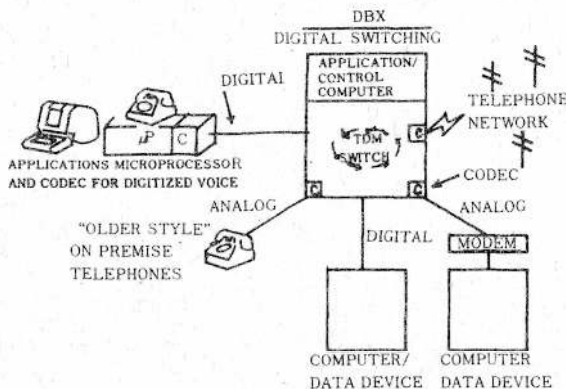 DBX
DIGITAL SWITCHING
APPLICATION/
CONTROL
COMPUTER
DIGITAL
TELEPHONE
NETWORK
μP
C
C
TDM
SWITCH
APPLICATIONS MICROPROCESSOR
AND CODEC FOR DIGITIZED VOICE
C
C
CODEC
ANALOG
ANALOG
"OLDER STYLE"
ON PREMISE
TELEPHONES
DIGITAL
MODEM
COMPUTER/
DATA DEVICE
COMPUTER
DATA DEVICE